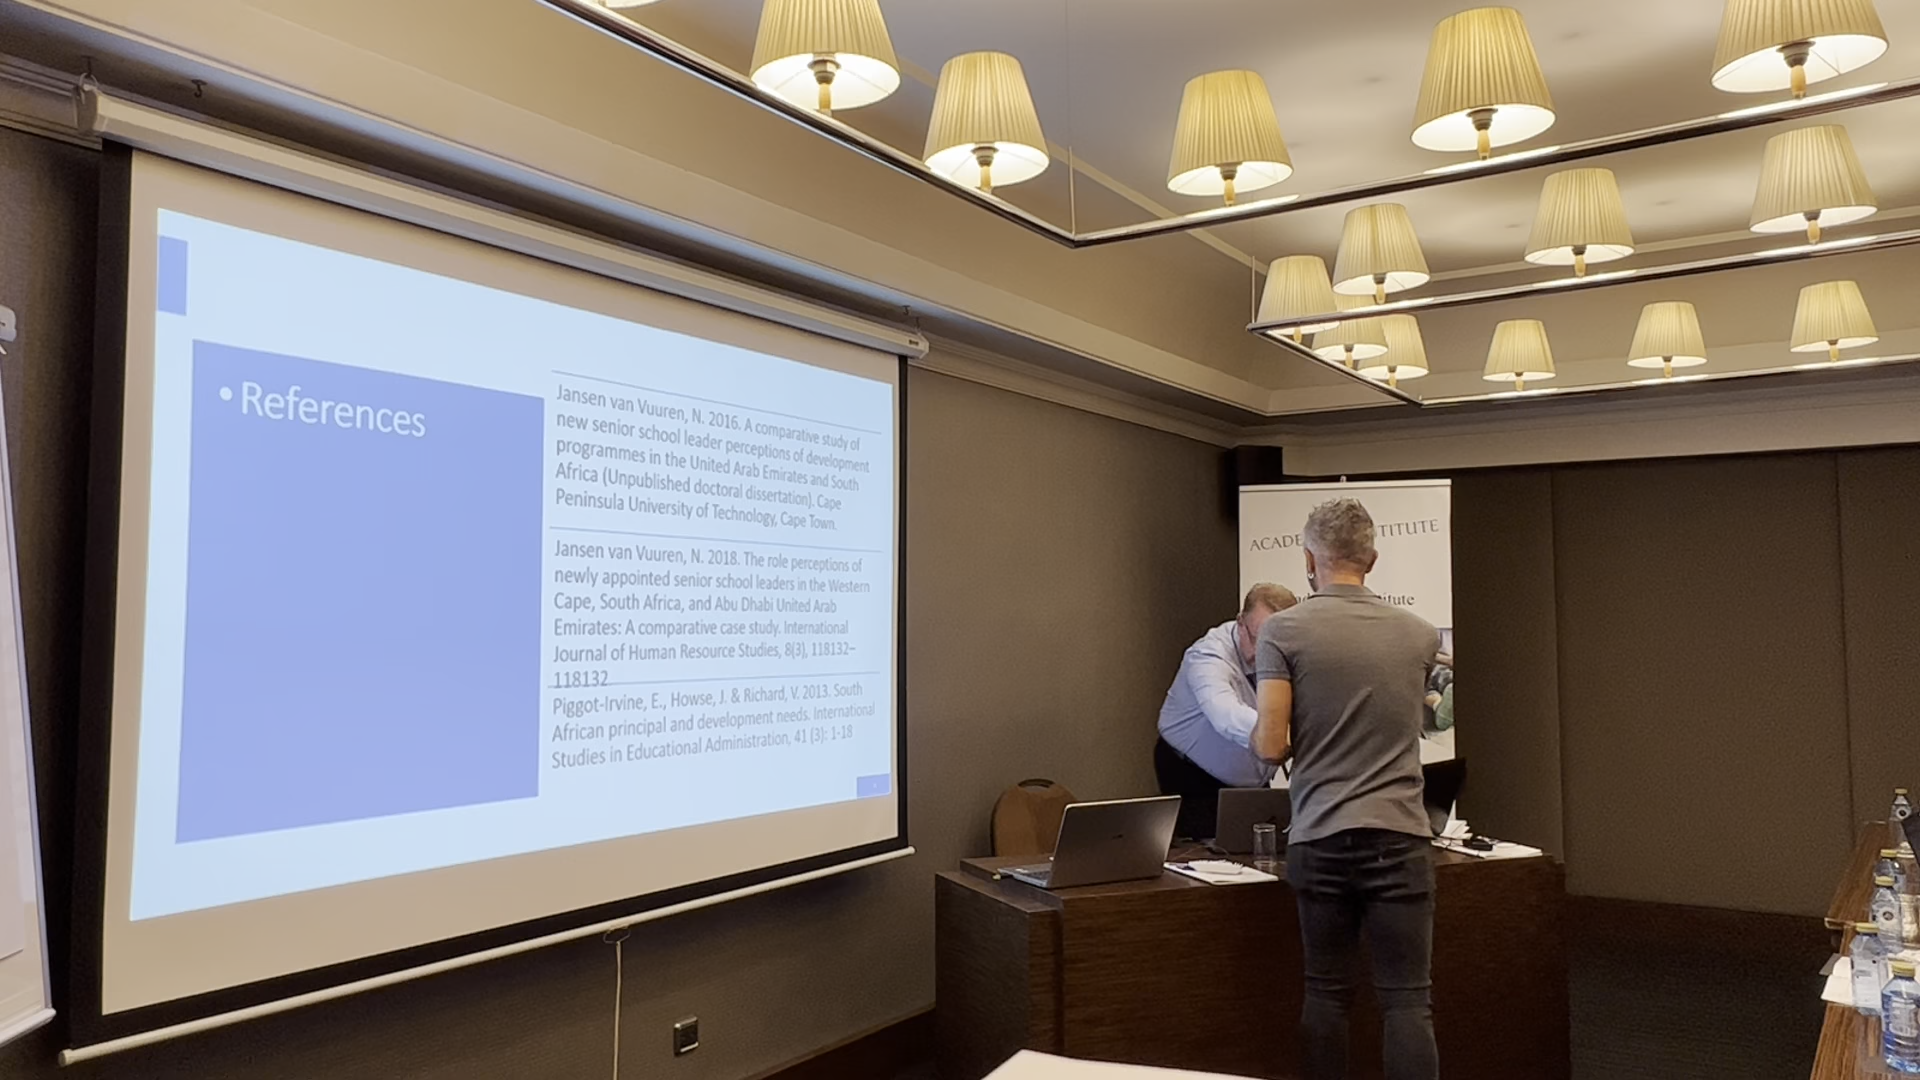 • References
Jansen van Vuuren, N. 2016. A comparative study of
new senior school leader perceptions of development
programmes in the United Arab Emirates and South
Africa (Unpublished doctoral dissertation). Cape
Peninsula University of Technology, Cape Town.
Jansen van Vuuren, N. 2018. The role perceptions of
newly appointed senior school leaders in the Western
Cape, South Africa, and Abu Dhabi United Arab
Emirates: A comparative case study. International
Journal of Human Resource Studies, 8(3), 118132–
118132
Piggot-Irvine, E., Howse, J. & Richard, V. 2013. South
African principal and development needs. International
Studies in Educational Administration, 41 (3): 1-18
ACADE TITUTE
itute